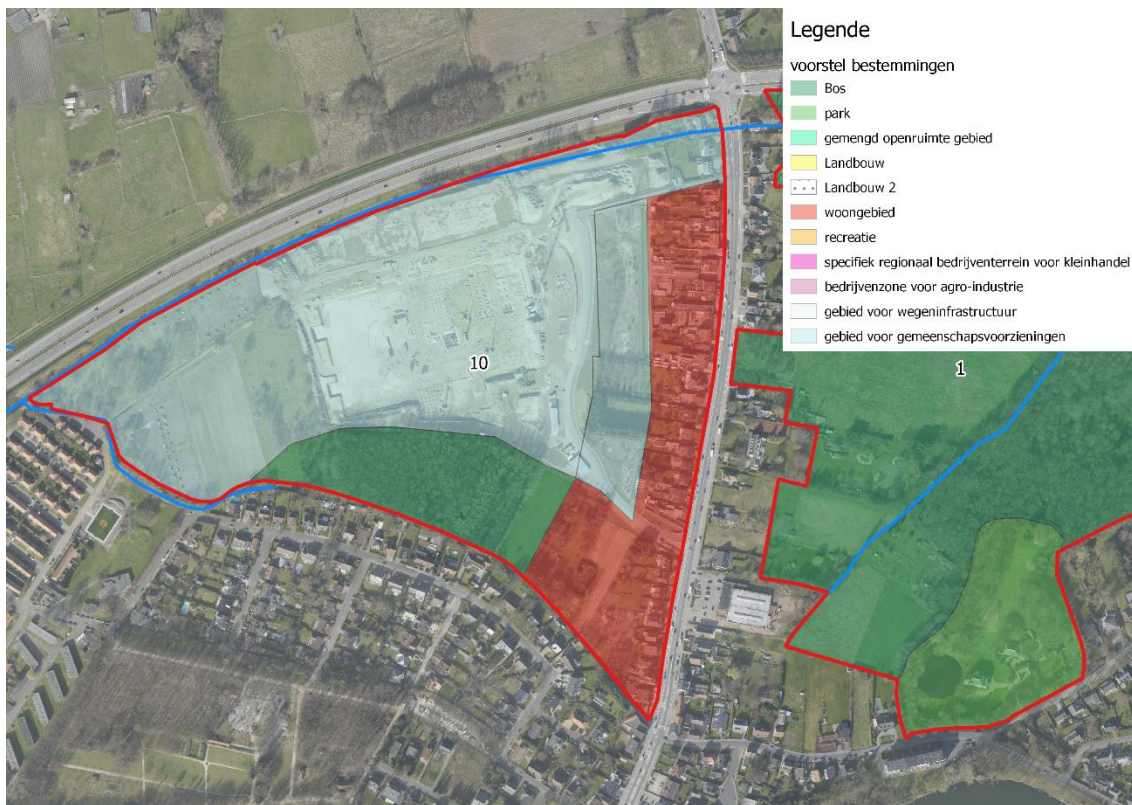 Legende
voorstel bestemmingen
Bos
park
gemengd openruimte gebied
Landbouw
Landbouw 2
woongebied
recreatie
specifiek regionaal bedrijventerrein voor kleinhandel
bedrijvenzone voor agro-industrie
gebied voor wegeninfrastructuur
gebied voor gemeenschapsvoorzieningen
10
1